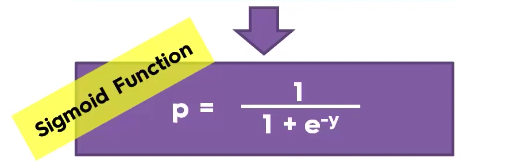 Sigmoid Function
p = 1 / 1 + e^-y